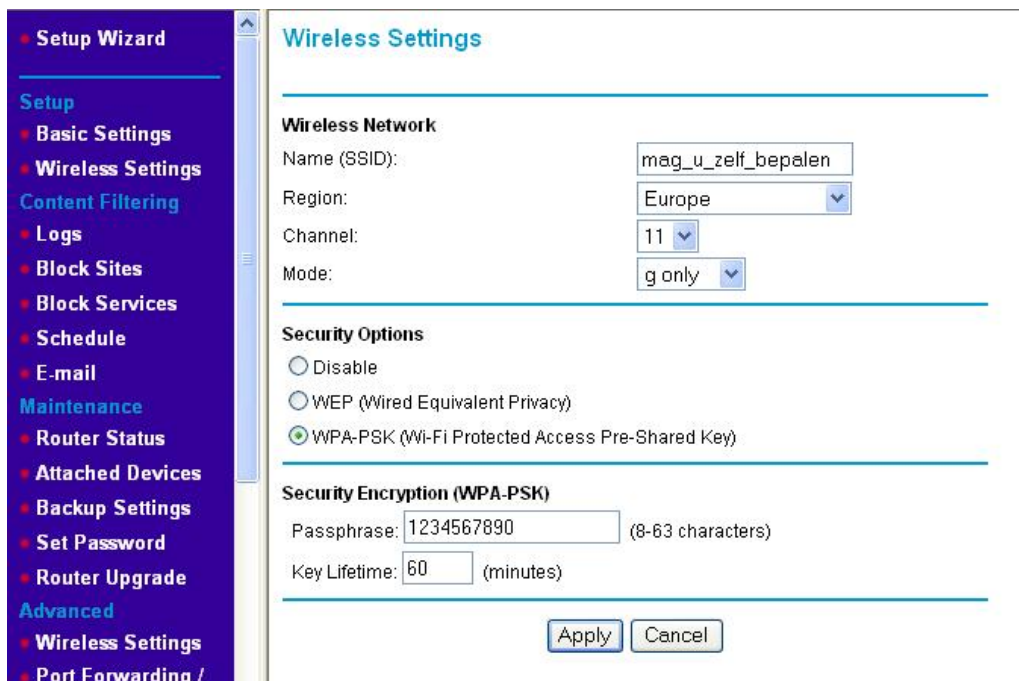 Setup Wizard
Setup
Basic Settings
Wireless Settings
Content Filtering
Logs
Block Sites
Block Services
Schedule
E-mail
Maintenance
Router Status
Attached Devices
Backup Settings
Set Password
Router Upgrade
Advanced
Wireless Settings
Port Forwarding /
Wireless Settings
Wireless Network
Name (SSID): mag_u_zelf_bepalen
Region: Europe
Channel: 11
Mode: g only
Security Options
Disable
WEP (Wired Equivalent Privacy)
WPA-PSK (Wi-Fi Protected Access Pre-Shared Key)
Security Encryption (WPA-PSK)
Passphrase: 1234567890 (8-63 characters)
Key Lifetime: 60 (minutes)
Apply Cancel